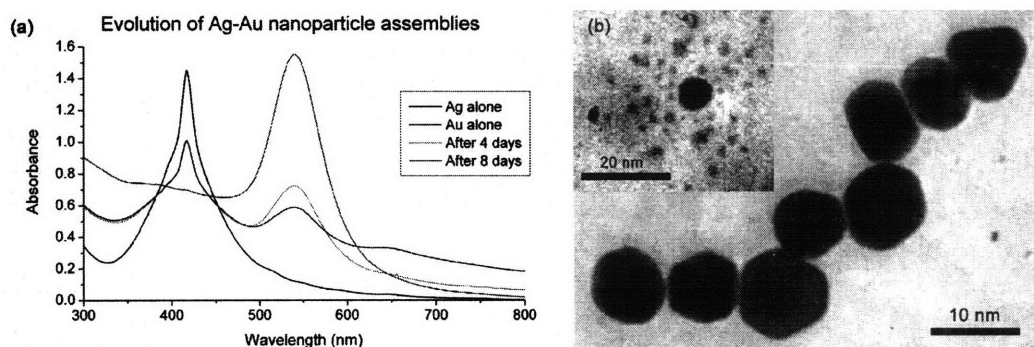 (a)
Evolution of Ag-Au nanoparticle assemblies
1.6
1.4
1.2
1.0
0.8
0.6
0.4
0.2
0.0
Absorbance
300
400
500
600
700
800
Wavelength (nm)
Ag alone
Au alone
After 4 days
After 8 days
(b)
20 nm
10 nm